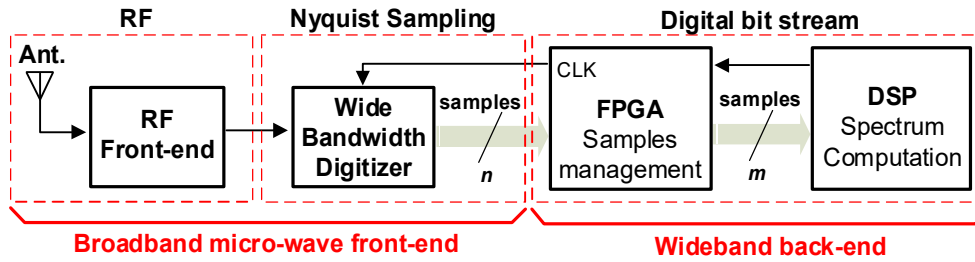 RF
Nyquist Sampling
Digital bit stream
Ant.
RF
Front-end
Wide
Bandwidth
Digitizer
samples
n
CLK
FPGA
Samples
management
samples
m
DSP
Spectrum
Computation
Broadband micro-wave front-end
Wideband back-end